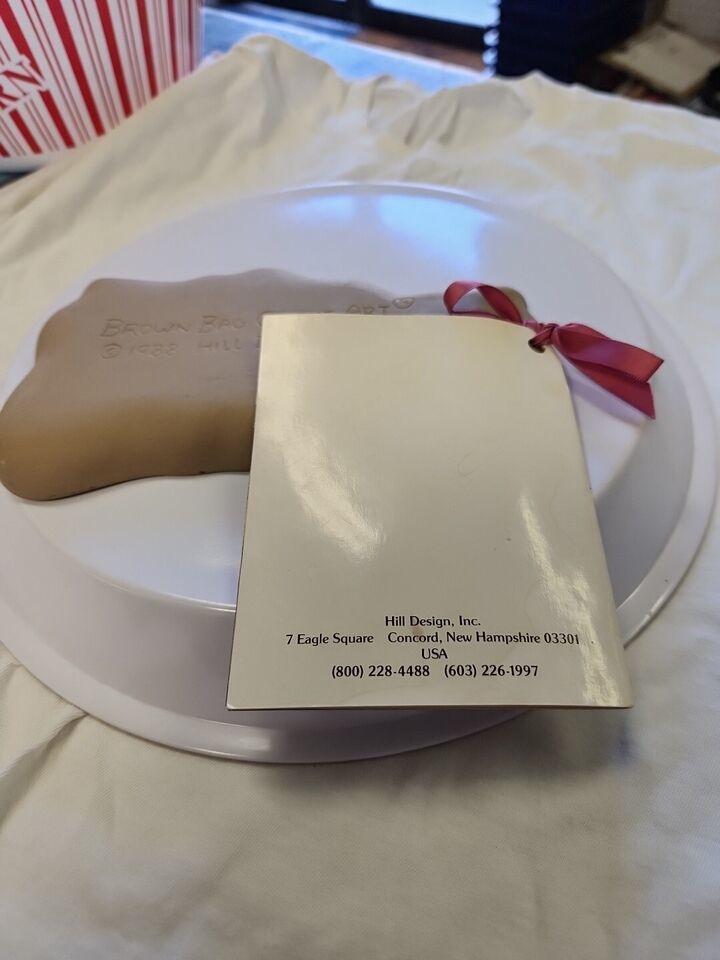 RN
BROWN BAG ART®
© 1988 HILL
Hill Design, Inc.
7 Eagle Square Concord, New Hampshire 03301
USA
(800) 228-4488 (603) 226-1997